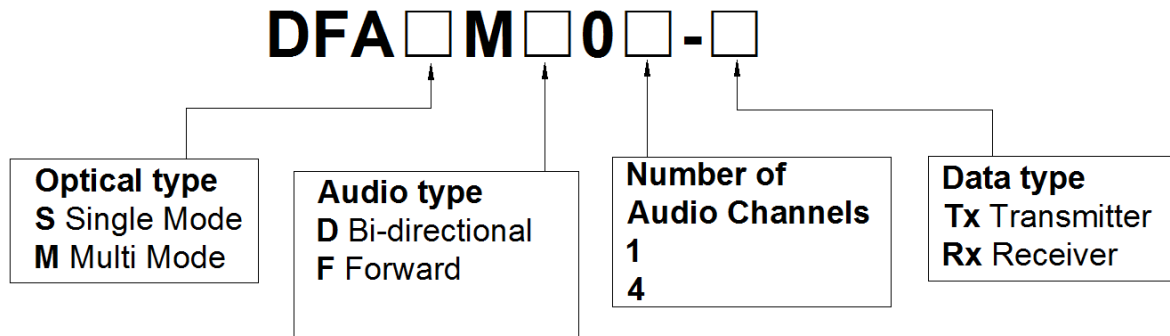 DFA□M□0□-□
Optical type
S Single Mode
M Multi Mode
Audio type
D Bi-directional
F Forward
Number of
Audio Channels
1
4
Data type
Tx Transmitter
Rx Receiver